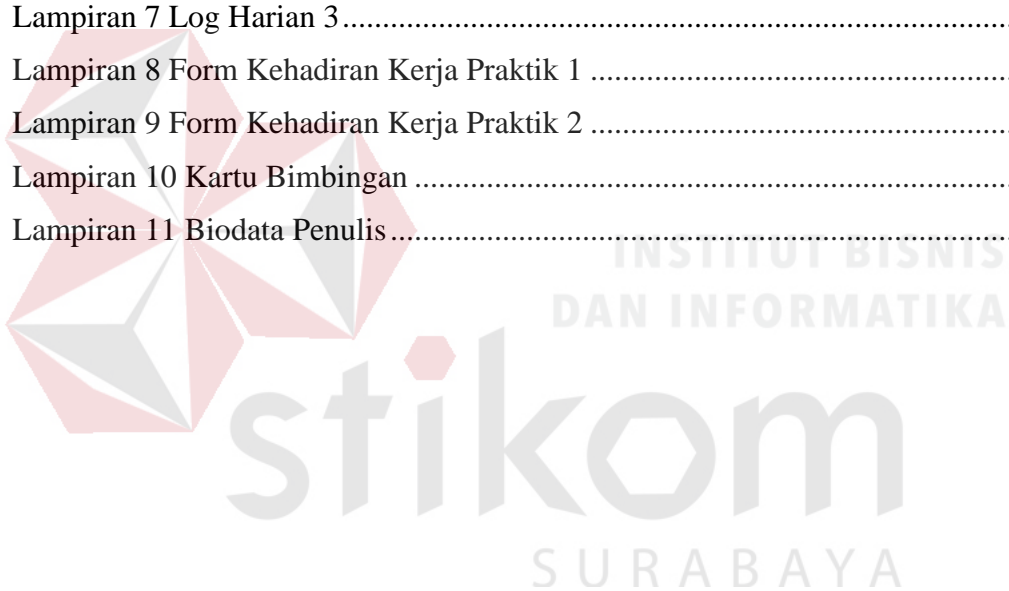 Lampiran 7 Log Harian 3....................................................................................
Lampiran 8 Form Kehadiran Kerja Praktik 1 .....................................................
Lampiran 9 Form Kehadiran Kerja Praktik 2 .....................................................
Lampiran 10 Kartu Bimbingan ...........................................................................
Lampiran 11 Biodata Penulis..............................................................................
INSTITUT BISNIS
DAN INFORMATIKA
stikom
SURABAYA